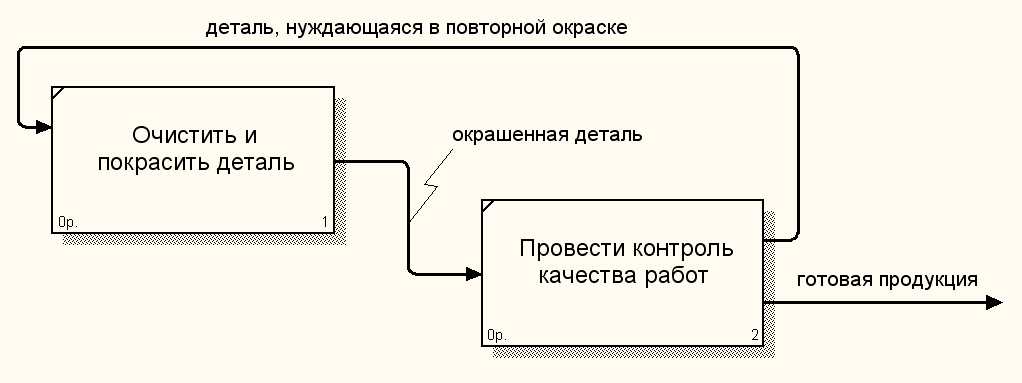 деталь, нуждающаяся в повторной окраске
Очистить и
покрасить деталь
0р.
1
окрашенная деталь
Провести контроль
качества работ
0р.
2
готовая продукция